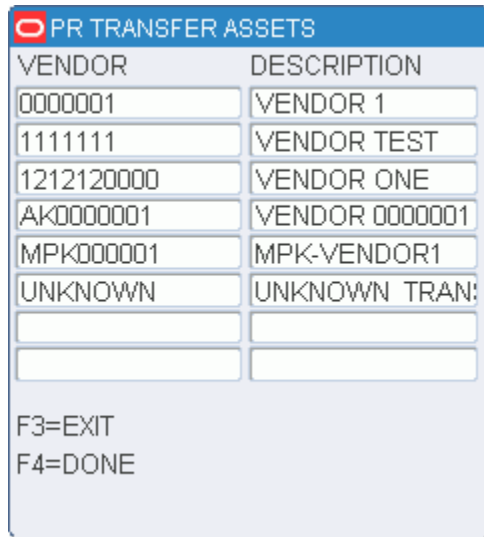 PR TRANSFER ASSETS
VENDOR DESCRIPTION
0000001 VENDOR 1
1111111 VENDOR TEST
1212120000 VENDOR ONE
AK0000001 VENDOR 0000001
MPK000001 MPK-VENDOR1
UNKNOWN UNKNOWN
F3=EXIT
F4=DONE